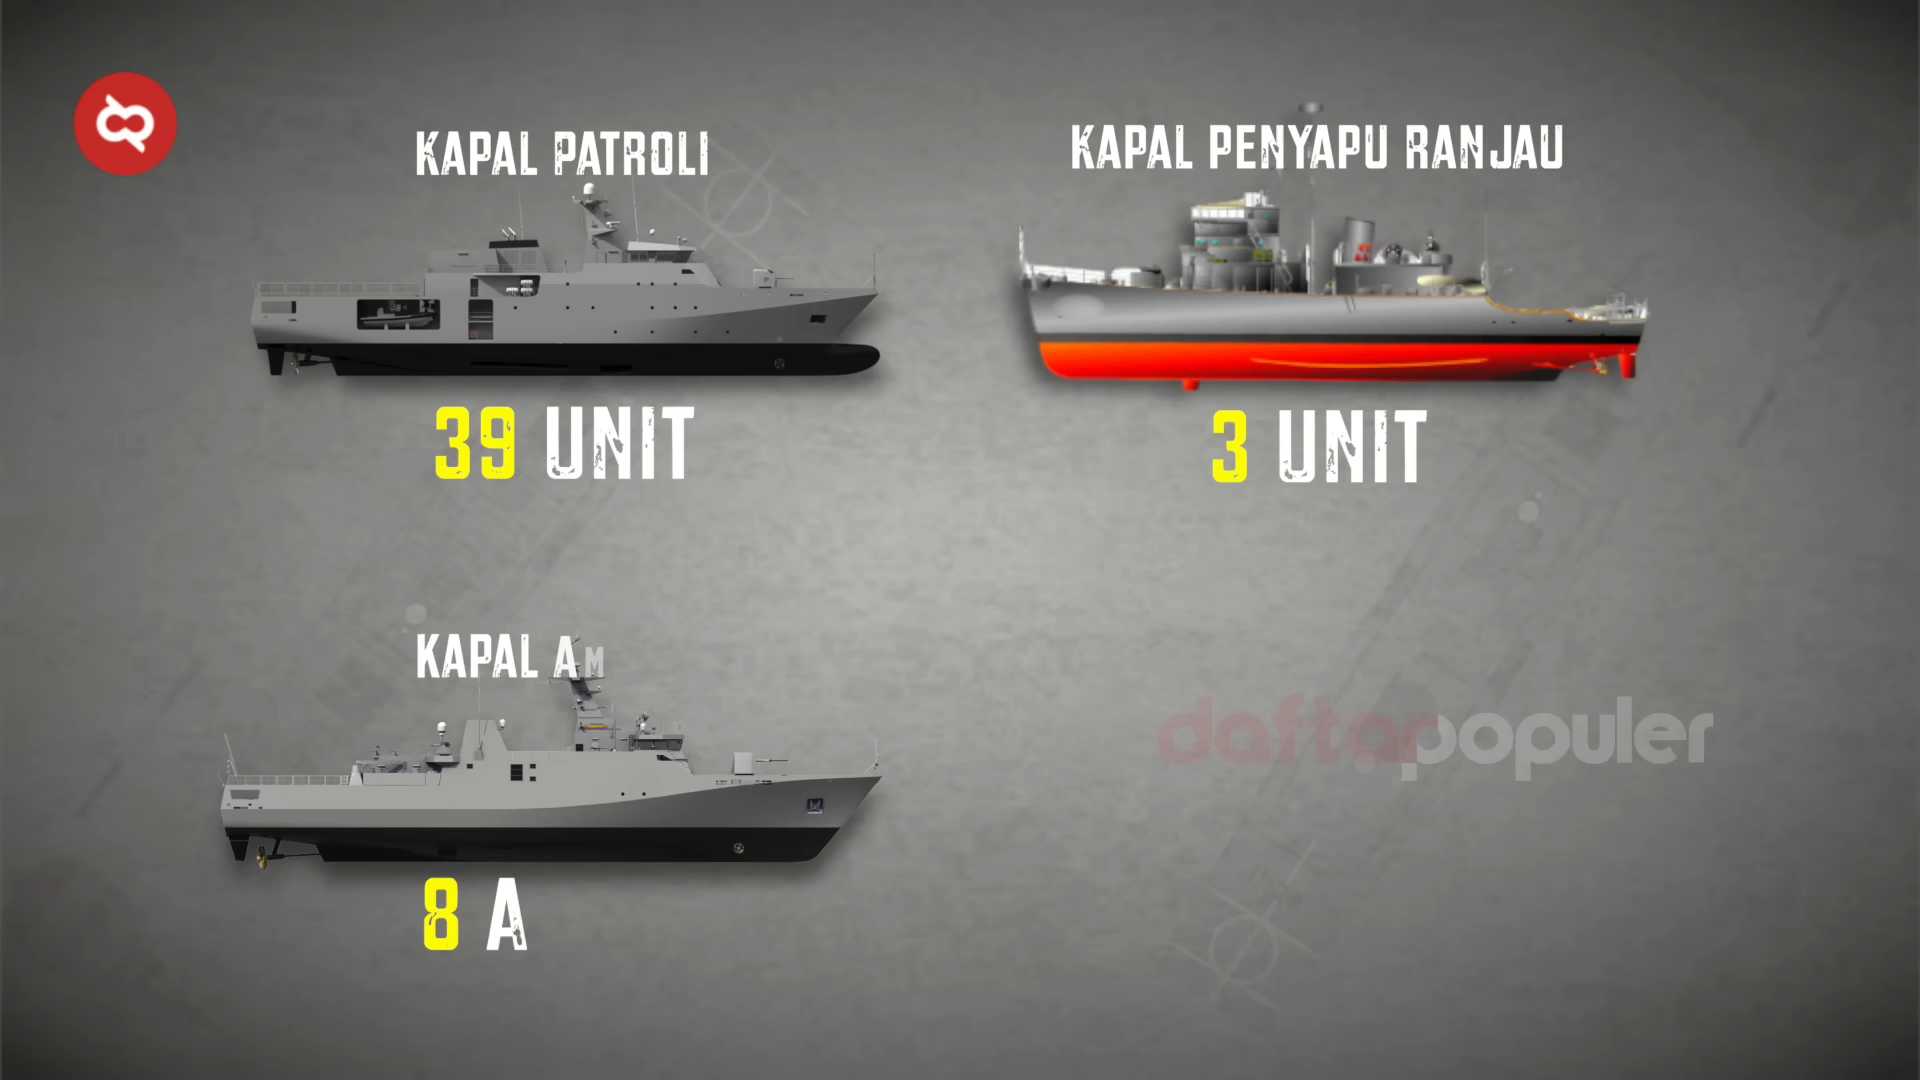 KAPAL PATROLI
KAPAL PENYAPU RANJAU
39 UNIT
3 UNIT
KAPAL AM
daftarpopuler
8 A